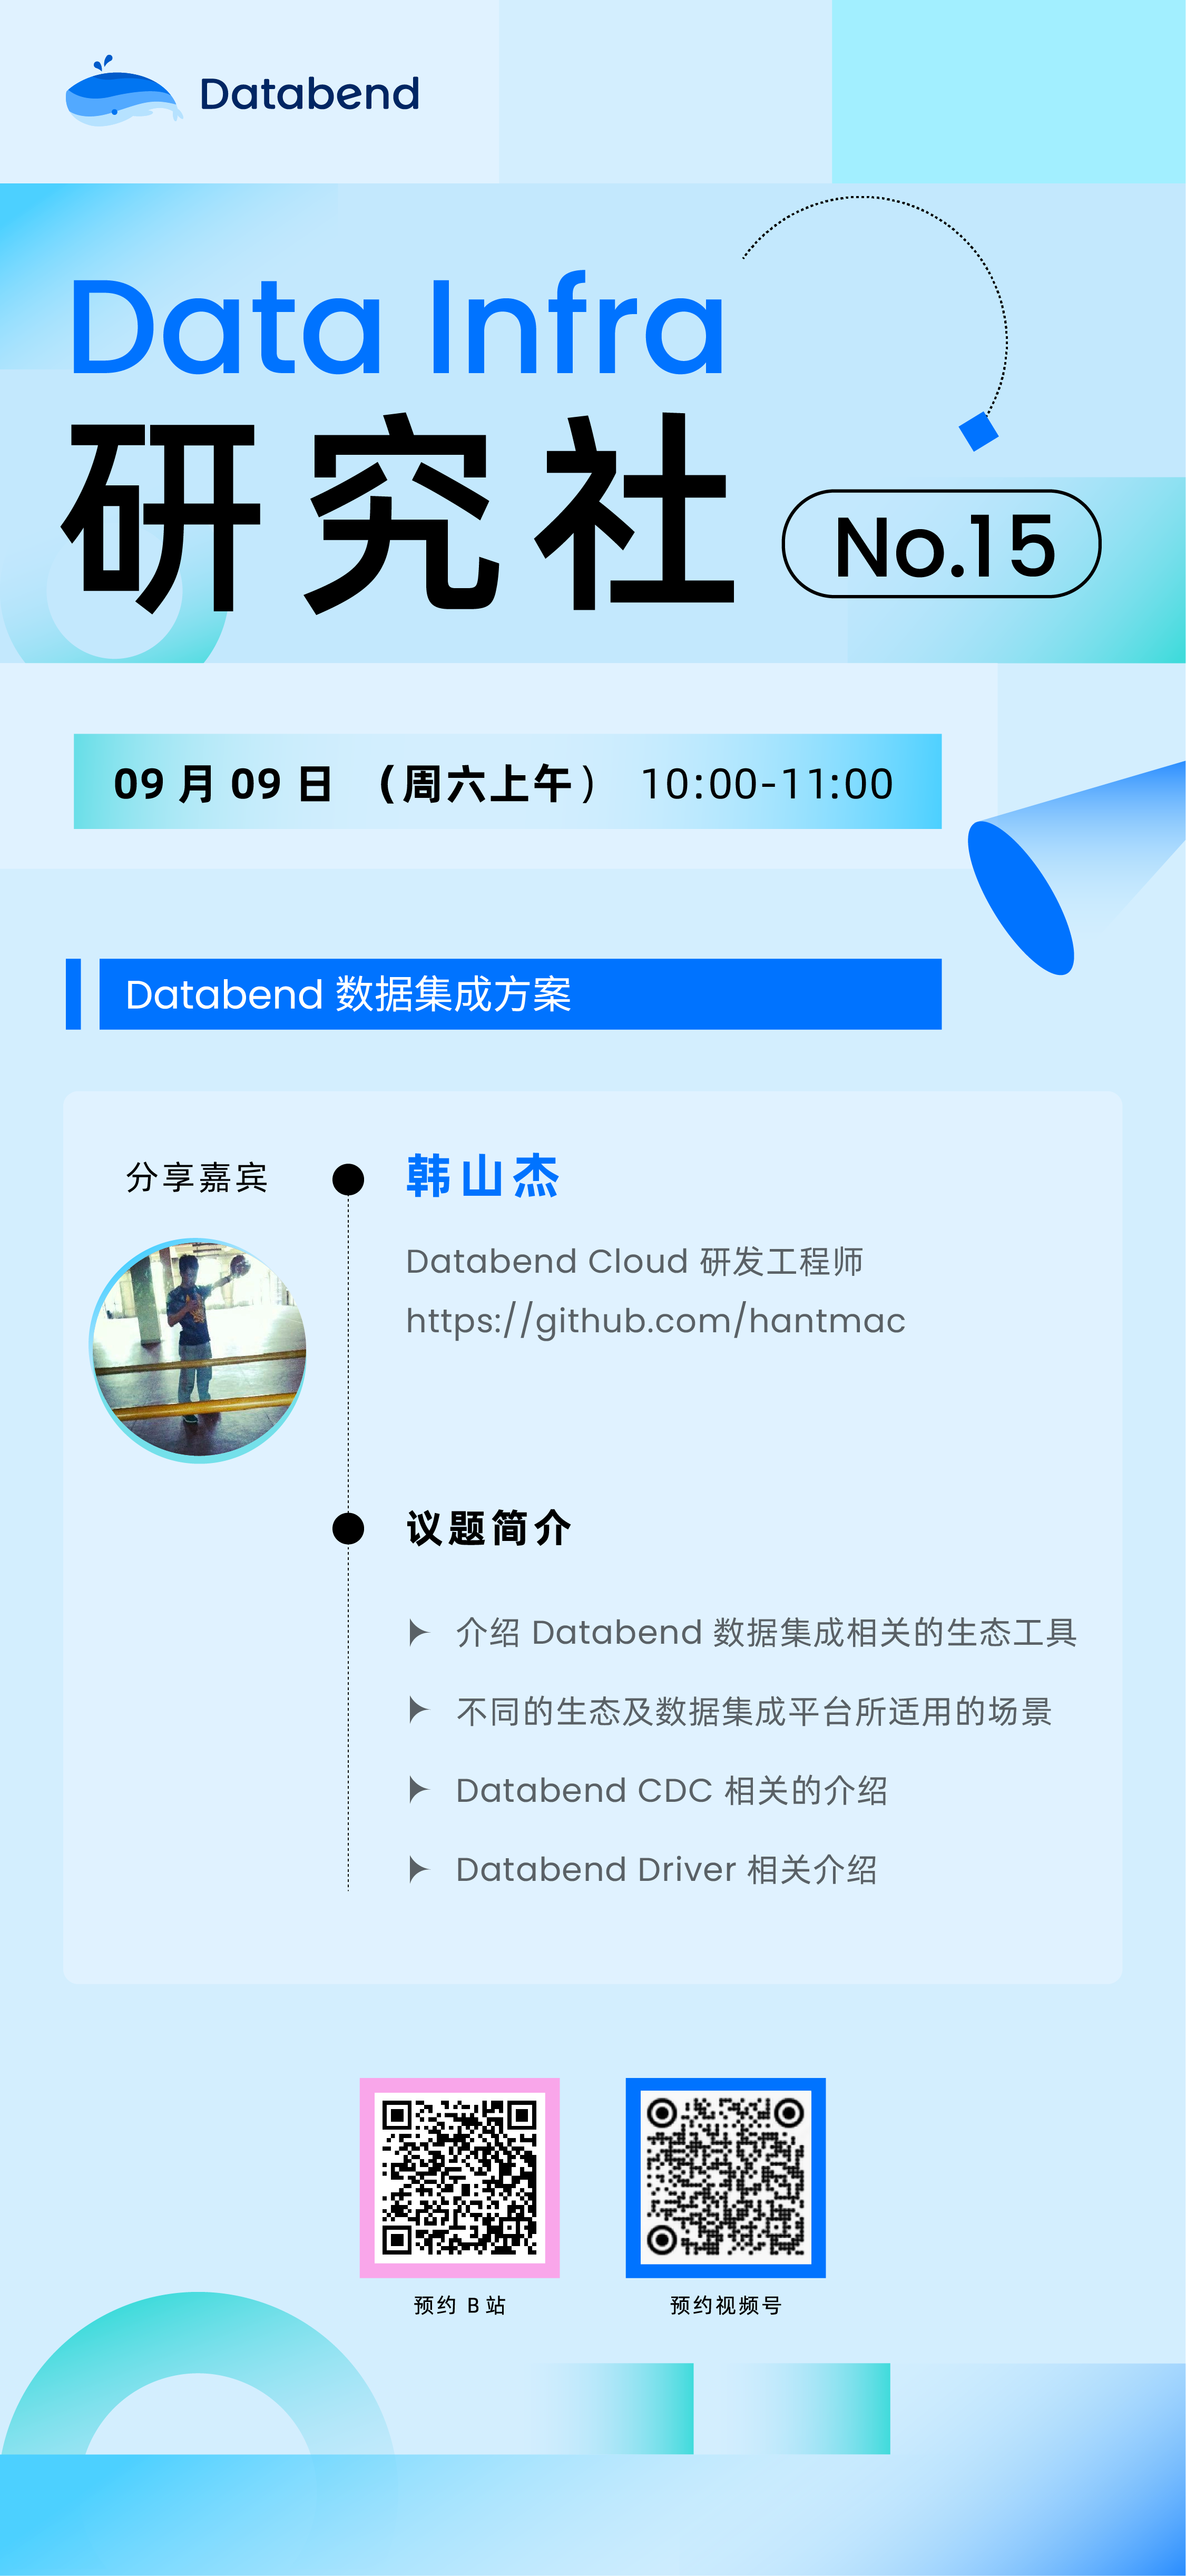 Databend
Data Infra
研究社
No.15
09 月 09 日 （周六上午） 10:00-11:00
Databend 数据集成方案
分享嘉宾
韩山杰
Databend Cloud 研发工程师
https://github.com/hantmac
议题简介
介绍 Databend 数据集成相关的生态工具
不同的生态及数据集成平台所适用的场景
Databend CDC 相关的介绍
Databend Driver 相关介绍
预约 B 站
预约视频号